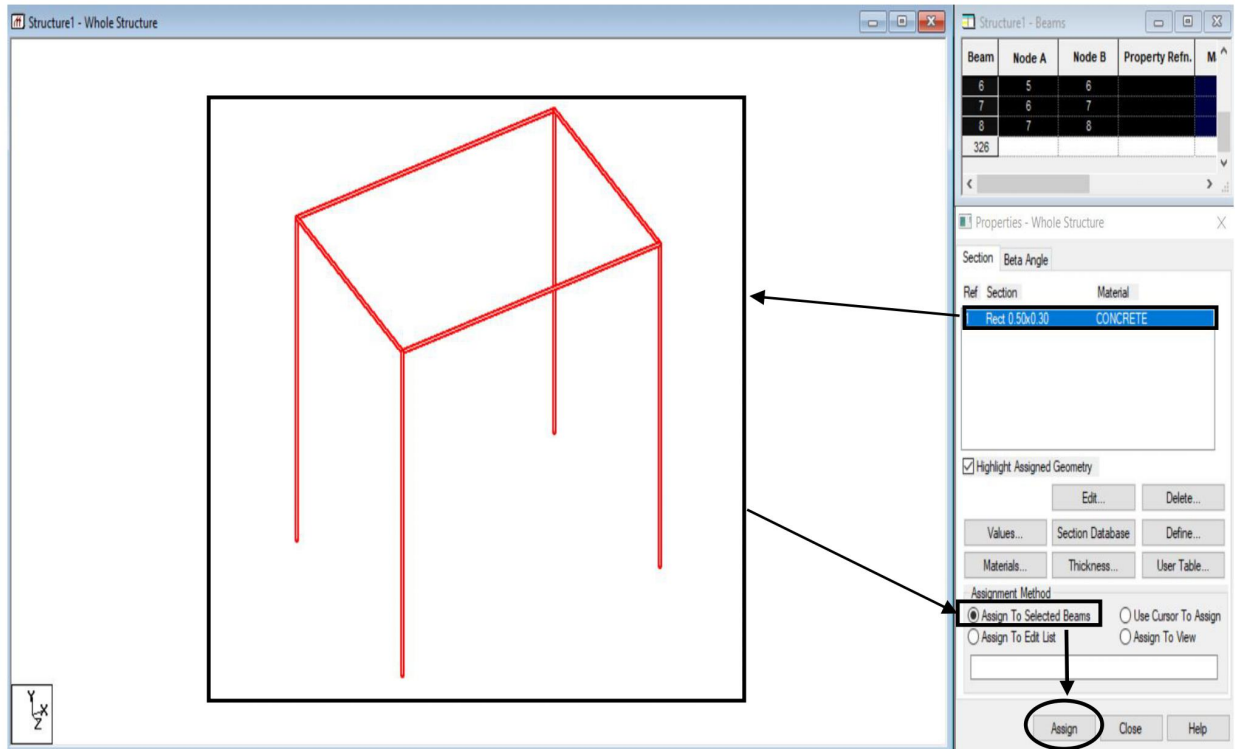 Structure1 - Whole Structure
Structure1 - Beams
Beam Node A Node B Property Refn. M
6 5 6
7 6 7
8 7 8
326
Properties - Whole Structure
Section Beta Angle
Ref Section Material
1 Rect 0.50x0.30 CONCRETE
Highlight Assigned Geometry
Edit... Delete...
Values... Section Database Define...
Materials... Thickness... User Table...
Assignment Method
Assign To Selected Beams Use Cursor To Assign
Assign To Edit List Assign To View
Assign Close Help
Y
X
Z